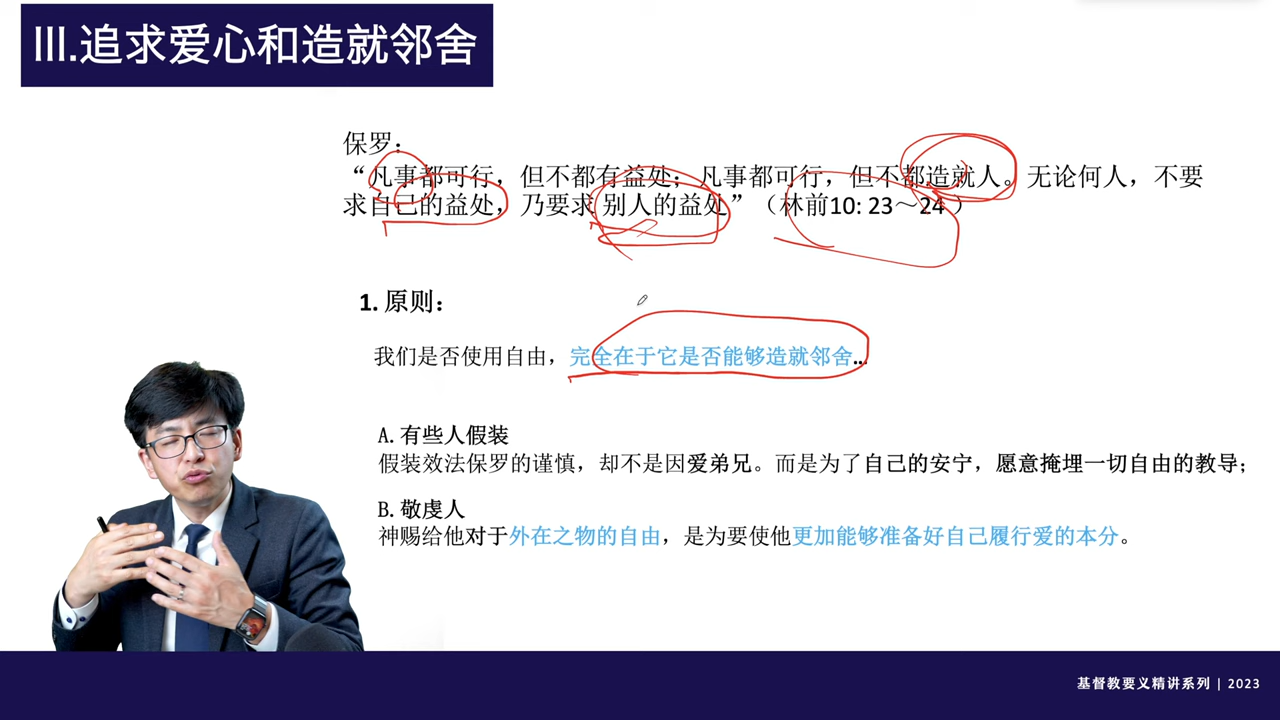 III.追求爱心和造就邻舍
保罗：
“凡事都可行，但不都有益处；凡事都可行，但不都造就人。无论何人，不要
求自己的益处，乃要求 别人的益处”（林前10: 23～24 ）
1. 原则：
我们是否使用自由，完全在于它是否能够造就邻舍…
A. 有些人假装
假装效法保罗的谨慎，却不是因爱弟兄。而是为了自己的安宁，愿意掩埋一切自由的教导；
B. 敬虔人
神赐给他对于外在之物的自由，是为要使他更加能够准备好自己履行爱的本分。
基督教要义精讲系列 | 2023